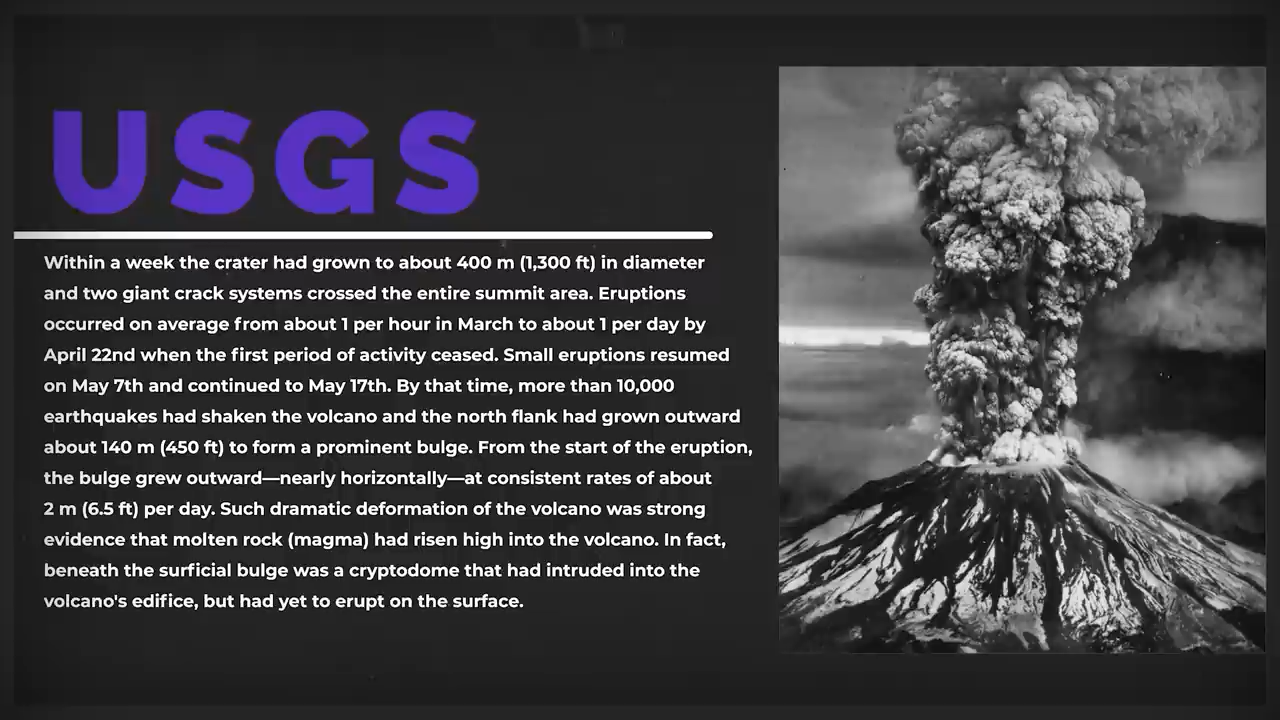 USGS
Within a week the crater had grown to about 400 m (1,300 ft) in diameter
and two giant crack systems crossed the entire summit area. Eruptions
occurred on average from about 1 per hour in March to about 1 per day by
April 22nd when the first period of activity ceased. Small eruptions resumed
on May 7th and continued to May 17th. By that time, more than 10,000
earthquakes had shaken the volcano and the north flank had grown outward
about 140 m (450 ft) to form a prominent bulge. From the start of the eruption,
the bulge grew outward—nearly horizontally—at consistent rates of about
2 m (6.5 ft) per day. Such dramatic deformation of the volcano was strong
evidence that molten rock (magma) had risen high into the volcano. In fact,
beneath the surficial bulge was a cryptodome that had intruded into the
volcano's edifice, but had yet to erupt on the surface.